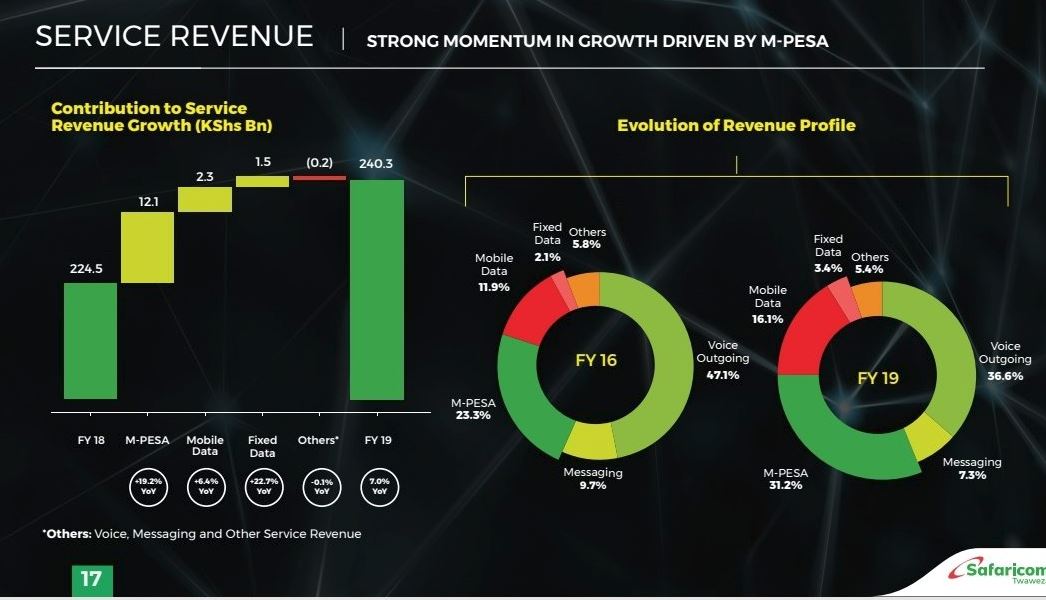 SERVICE REVENUE | STRONG MOMENTUM IN GROWTH DRIVEN BY M-PESA
Contribution to Service
Revenue Growth (KShs Bn)
224.5
12.1
2.3
1.5
(0.2)
240.3
FY 18
M-PESA
Mobile
Data
Fixed
Data
Others*
FY 19
+19.2%
YoY
+6.4%
YoY
+22.7%
YoY
-0.1%
YoY
7.0%
YoY
*Others: Voice, Messaging and Other Service Revenue
Evolution of Revenue Profile
Fixed
Data
2.1%
Others
5.8%
Mobile
Data
11.9%
FY 16
Voice
Outgoing
47.1%
M-PESA
23.3%
Messaging
9.7%
Fixed
Data
3.4%
Others
5.4%
Mobile
Data
16.1%
FY 19
Voice
Outgoing
36.6%
M-PESA
31.2%
Messaging
7.3%
17
Safaricom
Twaweza